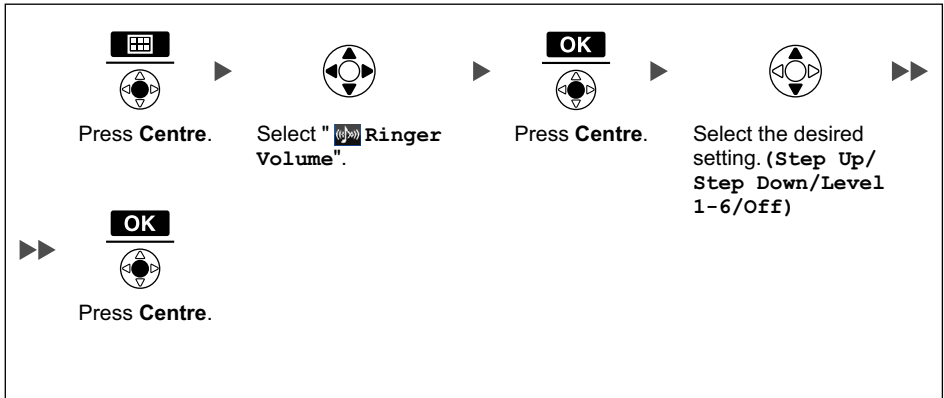 OK
Press Centre.
Select " Ringer
Volume".
Press Centre.
Select the desired
setting. (Step Up/
Step Down/Level
1-6/Off)
OK
Press Centre.